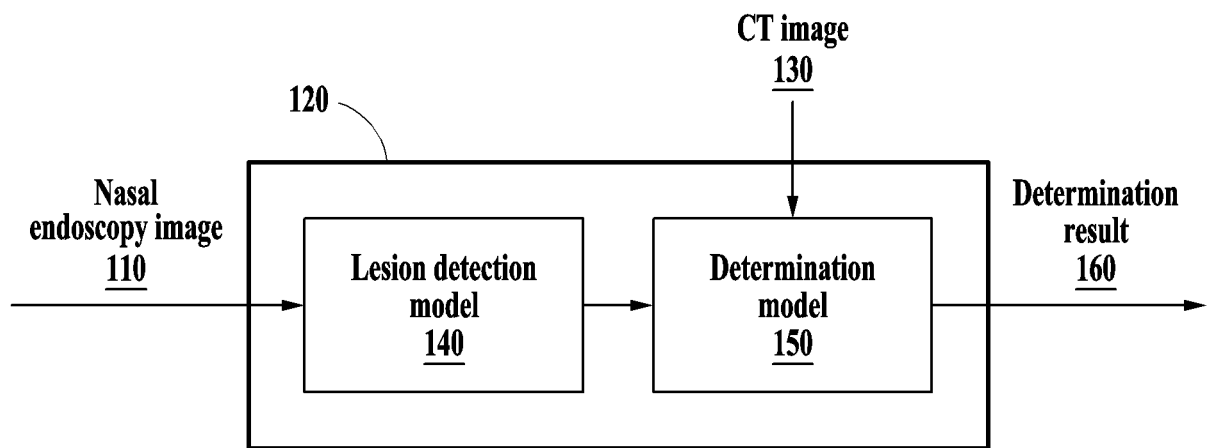 CT image
130
120
Nasal
endoscopy image
110
Lesion detection
model
140
Determination
model
150
Determination
result
160